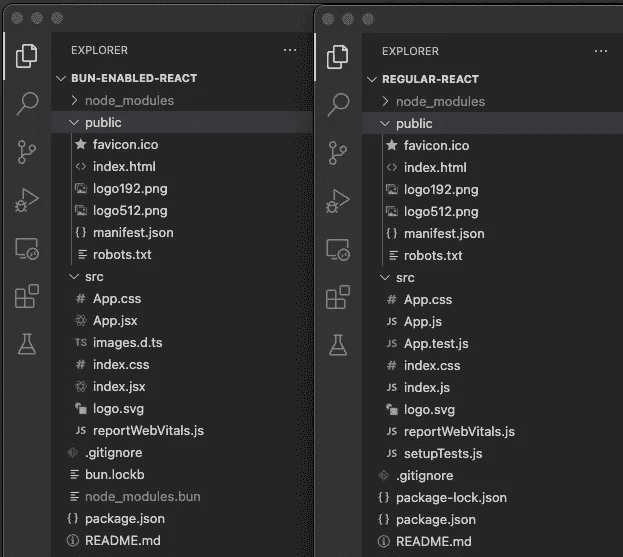 EXPLORER
BUN-ENABLED-REACT
node_modules
public
favicon.ico
<> index.html
logo192.png
logo512.png
{} manifest.json
robots.txt
src
# App.css
App.jsx
TS images.d.ts
# index.css
index.jsx
logo.svg
JS reportWebVitals.js
.gitignore
bun.lockb
node_modules.bun
{} package.json
README.md
EXPLORER
REGULAR-REACT
node_modules
public
favicon.ico
<> index.html
logo192.png
logo512.png
{} manifest.json
robots.txt
src
# App.css
JS App.js
JS App.test.js
# index.css
JS index.js
logo.svg
JS reportWebVitals.js
JS setupTests.js
.gitignore
{} package-lock.json
{} package.json
README.md